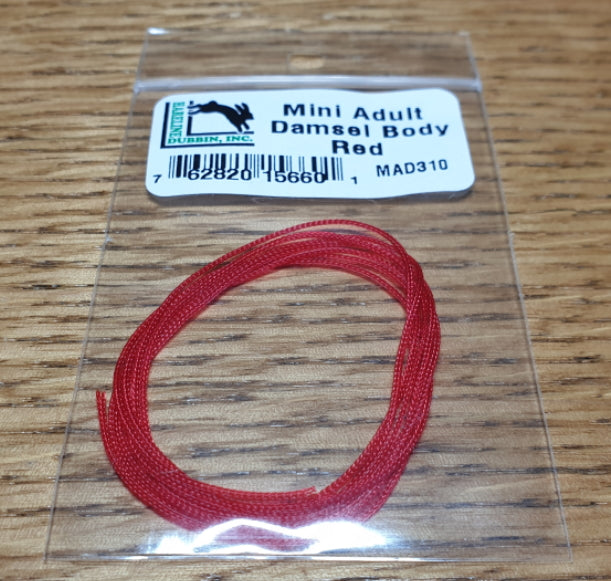 HARELINE
DUBBIN, INC.
Mini Adult
Damsel Body
Red
MAD310
7 62820 15660 1